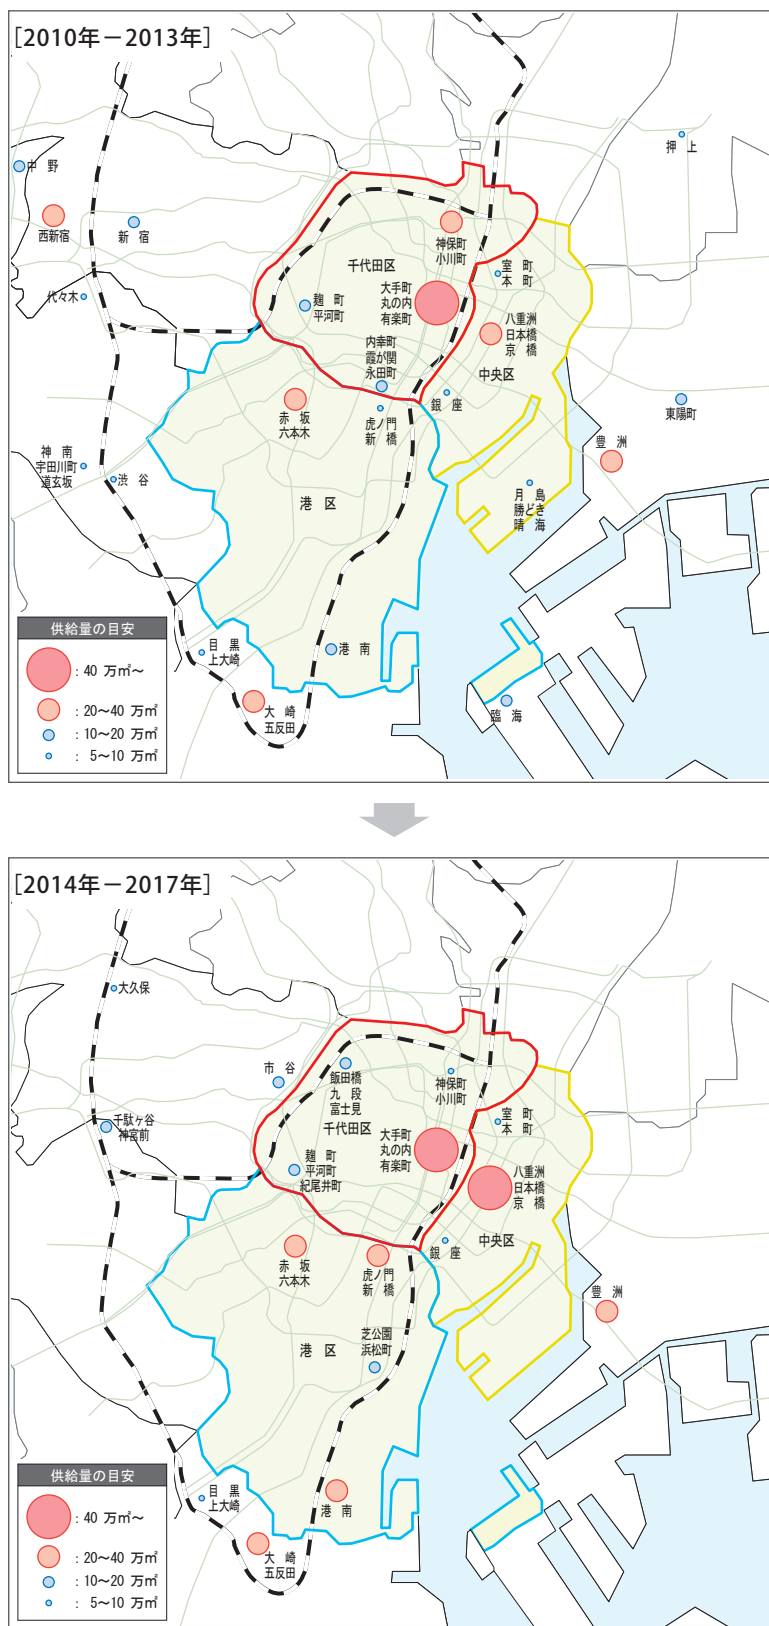 [2010年－2013年]
押 上
中 野
西新宿
新 宿
神保町
小川町
千代田区
室 町
本 町
代々木
麹 町
平河町
大手町
丸の内
有楽町
八重洲
日本橋
京 橋
内幸町
霞が関
永田町
中央区
銀 座
東陽町
赤 坂
六本木
虎ノ門
新 橋
豊 洲
神 南
宇田川町
道玄坂
渋谷
月 島
勝どき
晴 海
港 区
目 黒
上大崎
港 南
大 崎
五反田
臨 海
供給量の目安
: 40 万㎡～
: 20～40 万㎡
: 10～20 万㎡
: 5～10 万㎡
[2014年－2017年]
大久保
市 谷
飯田橋
九 段
富士見
神保町
小川町
千駄ヶ谷
神宮前
千代田区
室 町
本 町
大手町
丸の内
有楽町
麹 町
平河町
紀尾井町
八重洲
日本橋
京 橋
中央区
銀 座
赤 坂
六本木
虎ノ門
新 橋
豊 洲
芝公園
浜松町
港 区
目 黒
上大崎
港 南
大 崎
五反田
供給量の目安
: 40 万㎡～
: 20～40 万㎡
: 10～20 万㎡
: 5～10 万㎡